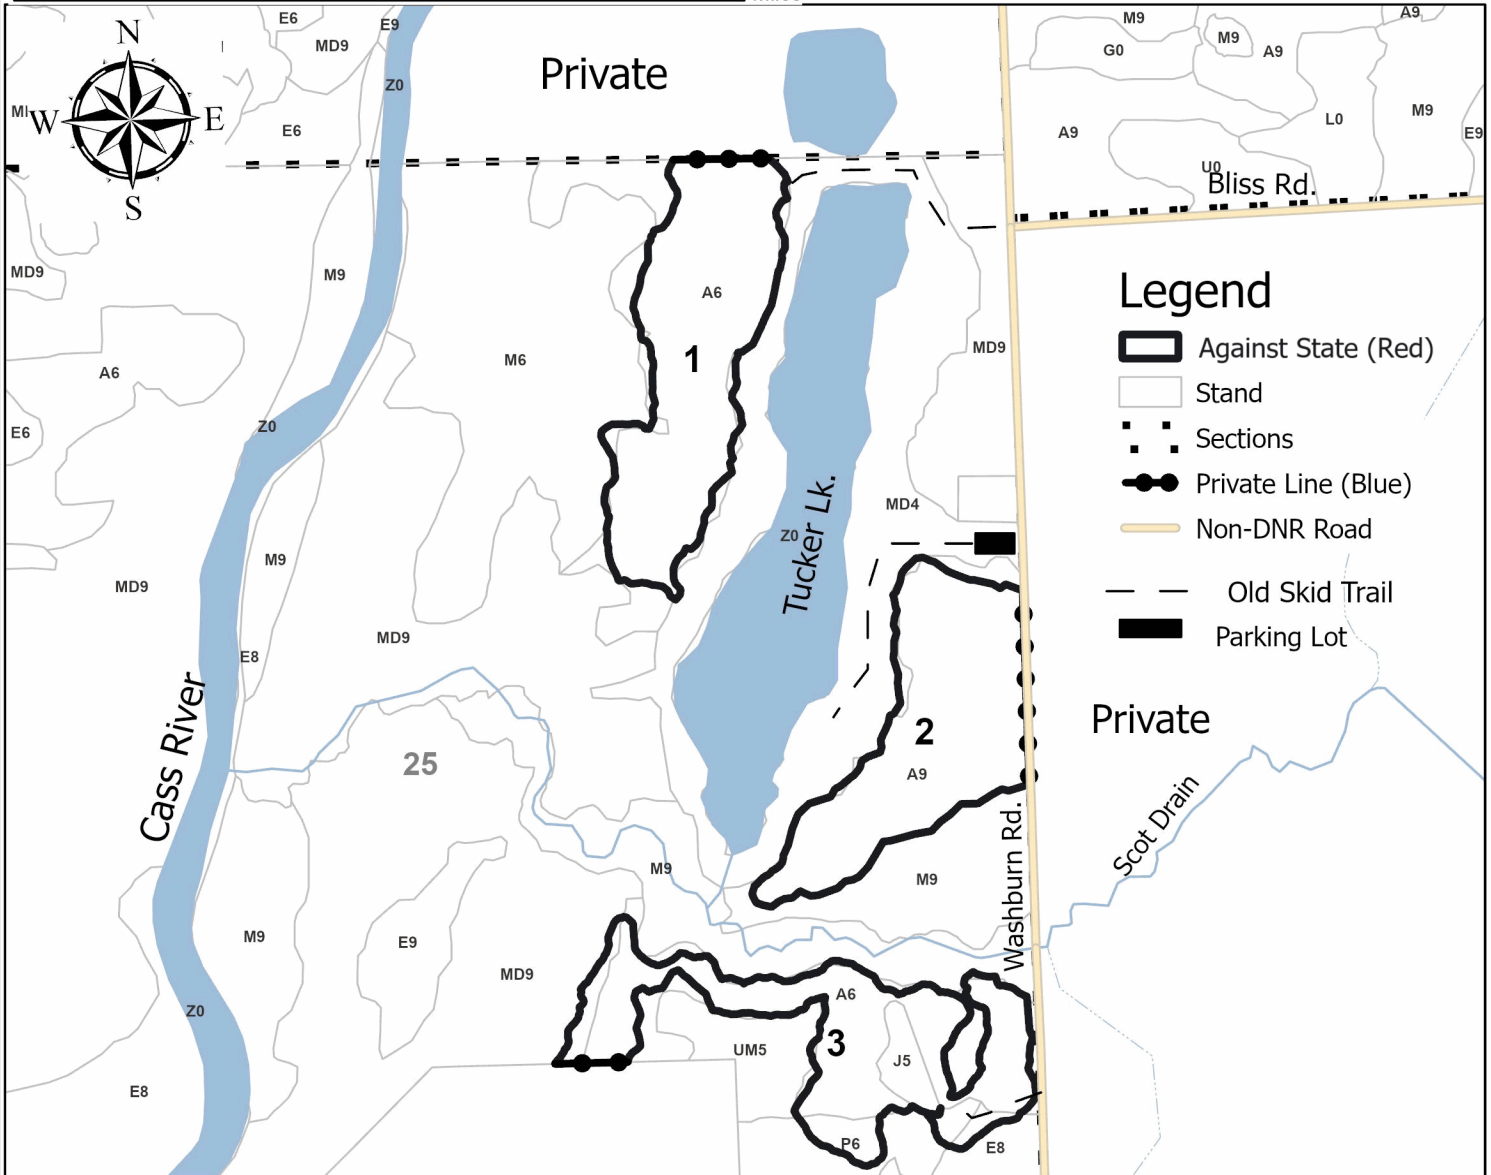 E6
E9
M9
A9
N
MD9
M9
G0
A9
Private
Z0
W
E
E6
A9
L0
M9
E9
S
U0
Bliss Rd.
MD9
M9
A6
Legend
Against State (Red)
MD9
M6
1
A6
Stand
E6
Z0
Sections
Private Line (Blue)
MD4
Z0
Tucker Lk.
Non-DNR Road
M9
MD9
Old Skid Trail
MD9
Parking Lot
E8
Cass River
Private
2
25
A9
Scot Drain
Washburn Rd.
M9
M9
M9
E9
MD9
A6
Z0
3
UM5
J5
E8
P6
E8